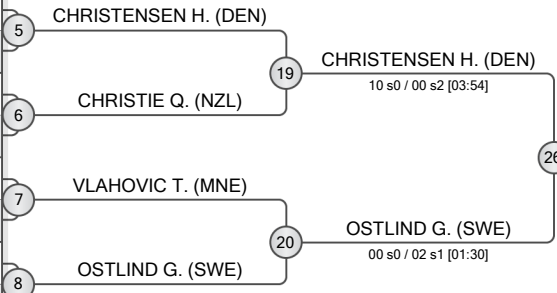 CHRISTENSEN H. (DEN)
5
CHRISTENSEN H. (DEN)
19
10 s0 / 00 s2 [03:54]
CHRISTIE Q. (NZL)
6
26
VLAHOVIC T. (MNE)
7
OSTLIND G. (SWE)
20
00 s0 / 02 s1 [01:30]
OSTLIND G. (SWE)
8